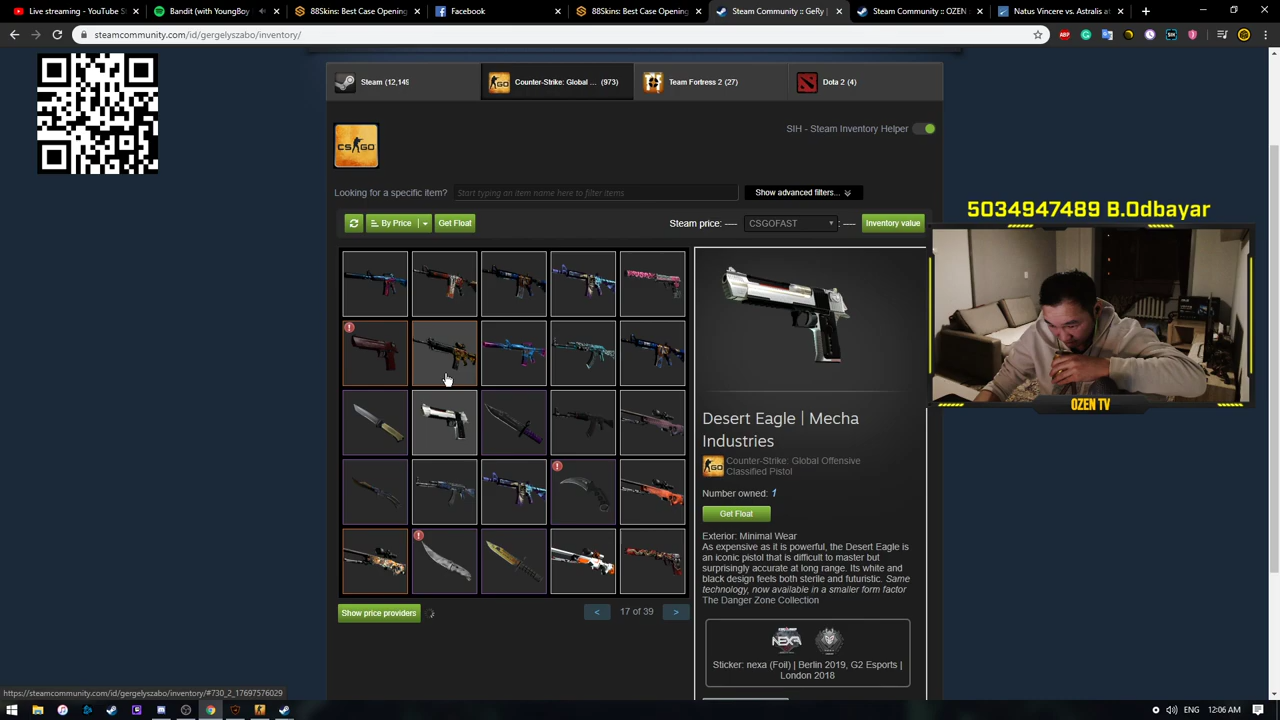 Live streaming - YouTube
Bandit (with YoungBoy
88Skins: Best Case Opening
Facebook
88Skins: Best Case Opening
Steam Community :: GeRy
Steam Community :: OZEN
Natus Vincere vs. Astralis at
steamcommunity.com/id/gergelyszabo/inventory/
Steam (12,149
Counter-Strike: Global ... (973)
Team Fortress 2 (27)
Dota 2 (4)
CS GO
SIH - Steam Inventory Helper
Looking for a specific item?
Start typing an item name here to filter items
Show advanced filters...
By Price
Get Float
Steam price: —
CSGOFAST
: —
Inventory value
5034947489 B.Odbayar
OZEN TV
Desert Eagle | Mecha
Industries
Counter-Strike: Global Offensive
Classified Pistol
Number owned: 1
Get Float
Exterior: Minimal Wear
As expensive as it is powerful, the Desert Eagle is
an iconic pistol that is difficult to master but
surprisingly accurate at long range. Its white and
black design feels both sterile and futuristic. Same
technology, now available in a smaller form factor
The Danger Zone Collection
NEXA
Sticker: nexa (Foil) | Berlin 2019, G2 Esports |
London 2018
Show price providers
<
17 of 39
>
https://steamcommunity.com/id/gergelyszabo/inventory/#730_2_17697576029
ENG
12:06 AM